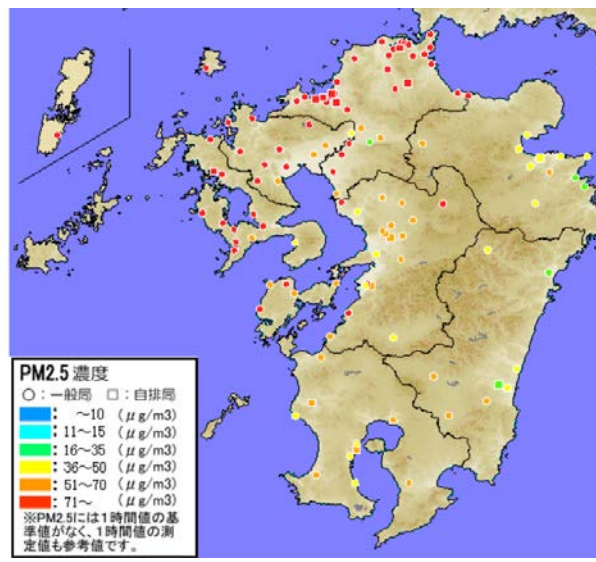 PM2.5 濃度
○：一般局　□：自排局
：　～10　(μg/m3)
：11～15　(μg/m3)
：16～35　(μg/m3)
：36～50　(μg/m3)
：51～70　(μg/m3)
：71～　(μg/m3)
※PM2.5には1時間値の基
準値がなく、1時間値の測
定値も参考値です。